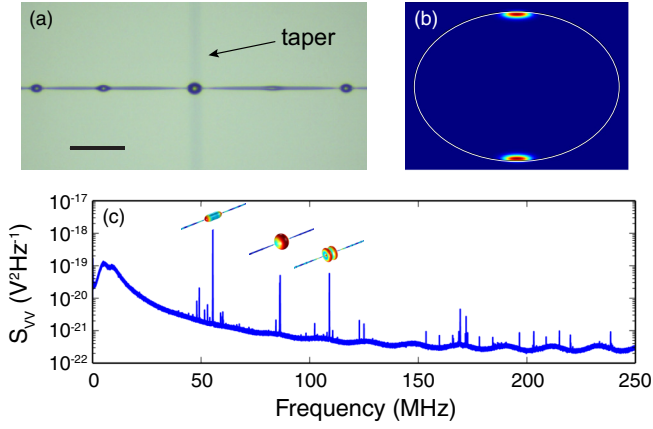 (a)
taper
(b)
(c)
10⁻¹⁷
10⁻¹⁸
10⁻¹⁹
10⁻²⁰
10⁻²¹
10⁻²²
S_VV (V²Hz⁻¹)
0 50 100 150 200 250
Frequency (MHz)